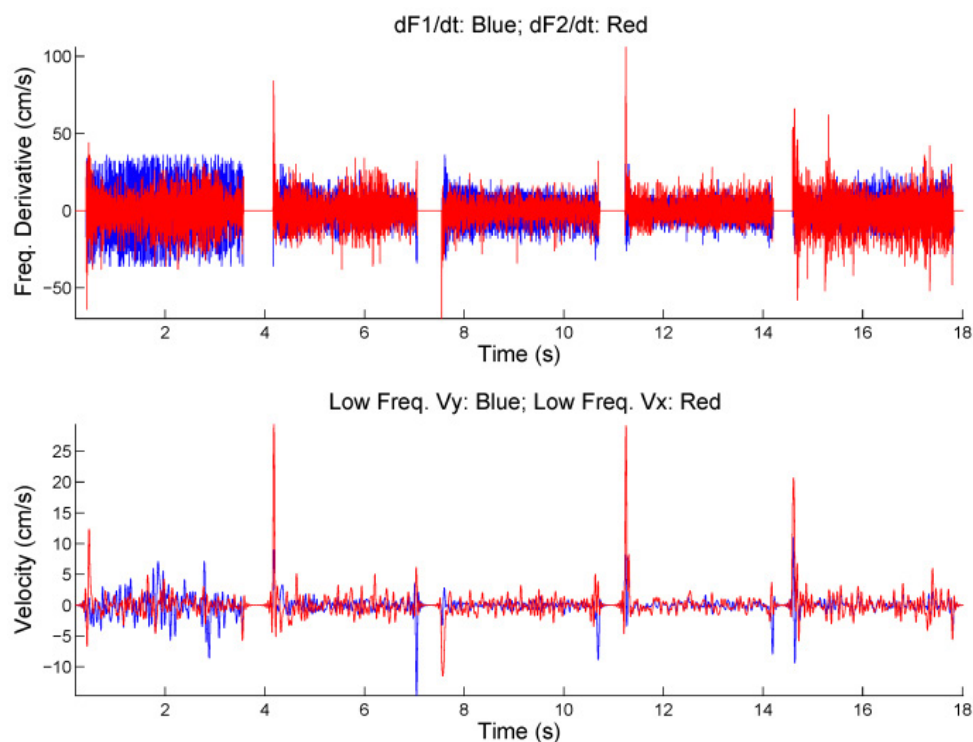 dF1/dt: Blue; dF2/dt: Red
Freq. Derivative (cm/s)
100
50
0
−50
2 4 6 8 10 12 14 16 18
Time (s)
Low Freq. Vy: Blue; Low Freq. Vx: Red
Velocity (cm/s)
25
20
15
10
5
0
−5
−10
2 4 6 8 10 12 14 16 18
Time (s)